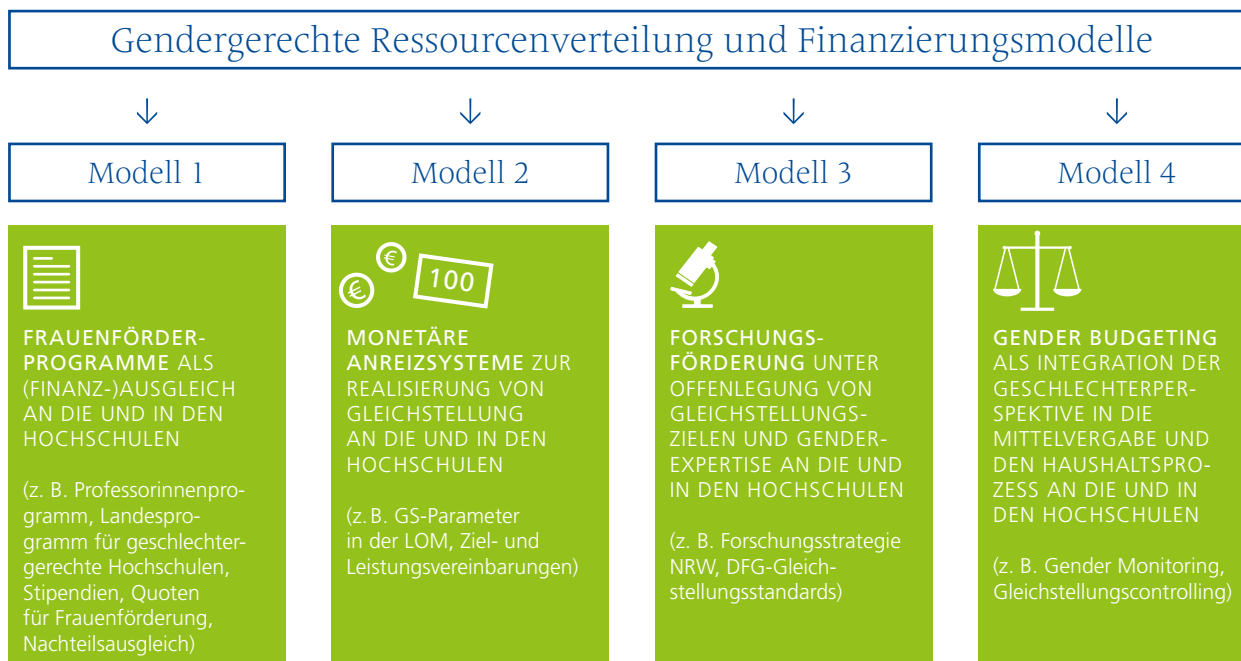 Gendergerechte Ressourcenverteilung und Finanzierungsmodelle
Modell 1
Modell 2
Modell 3
Modell 4
FRAUENFÖRDER-
PROGRAMME ALS
(FINANZ-)AUSGLEICH
AN DIE UND IN DEN
HOCHSCHULEN
(z. B. Professorinnenpro-
gramm, Landespro-
gramm für geschlechter-
gerechte Hochschulen,
Stipendien, Quoten
für Frauenförderung,
Nachteilsausgleich)
€
€
100
MONETÄRE
ANREIZSYSTEME ZUR
REALISIERUNG VON
GLEICHSTELLUNG
AN DIE UND IN DEN
HOCHSCHULEN
(z. B. GS-Parameter
in der LOM, Ziel- und
Leistungsvereinbarungen)
FORSCHUNGS-
FÖRDERUNG UNTER
OFFENLEGUNG VON
GLEICHSTELLUNGS-
ZIELEN UND GENDER-
EXPERTISE AN DIE UND
IN DEN HOCHSCHULEN
(z. B. Forschungsstrategie
NRW, DFG-Gleich-
stellungsstandards)
GENDER BUDGETING
ALS INTEGRATION DER
GESCHLECHTERPER-
SPEKTIVE IN DIE
MITTELVERGABE UND
DEN HAUSHALTSPRO-
ZESS AN DIE UND IN
DEN HOCHSCHULEN
(z. B. Gender Monitoring,
Gleichstellungscontrolling)